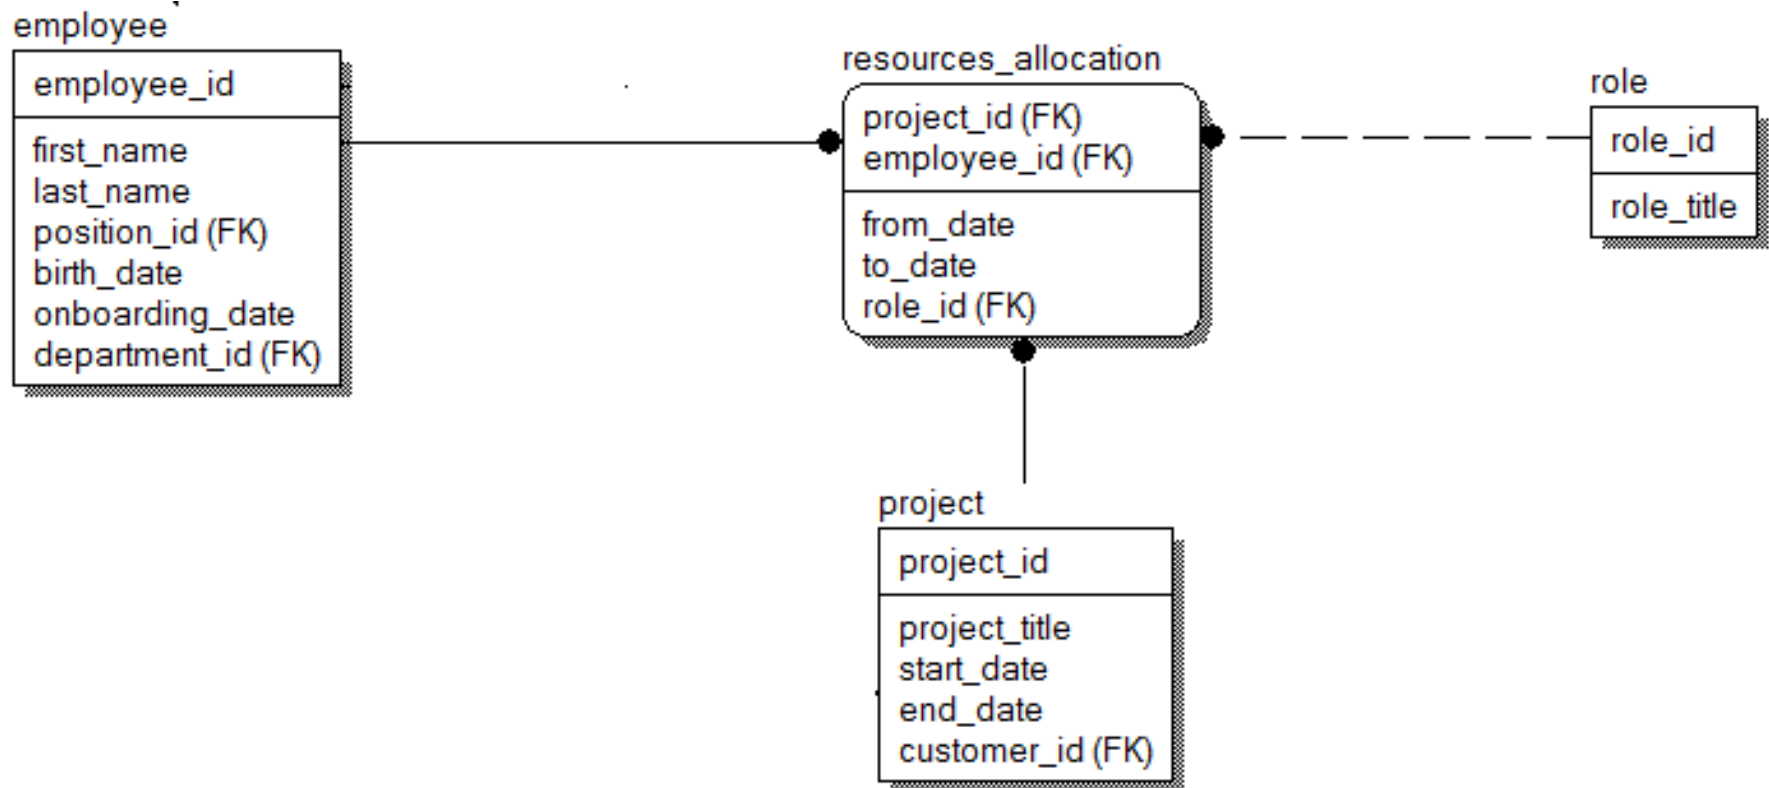 employee
employee_id
first_name
last_name
position_id (FK)
birth_date
onboarding_date
department_id (FK)
resources_allocation
project_id (FK)
employee_id (FK)
from_date
to_date
role_id (FK)
role
role_id
role_title
project
project_id
project_title
start_date
end_date
customer_id (FK)